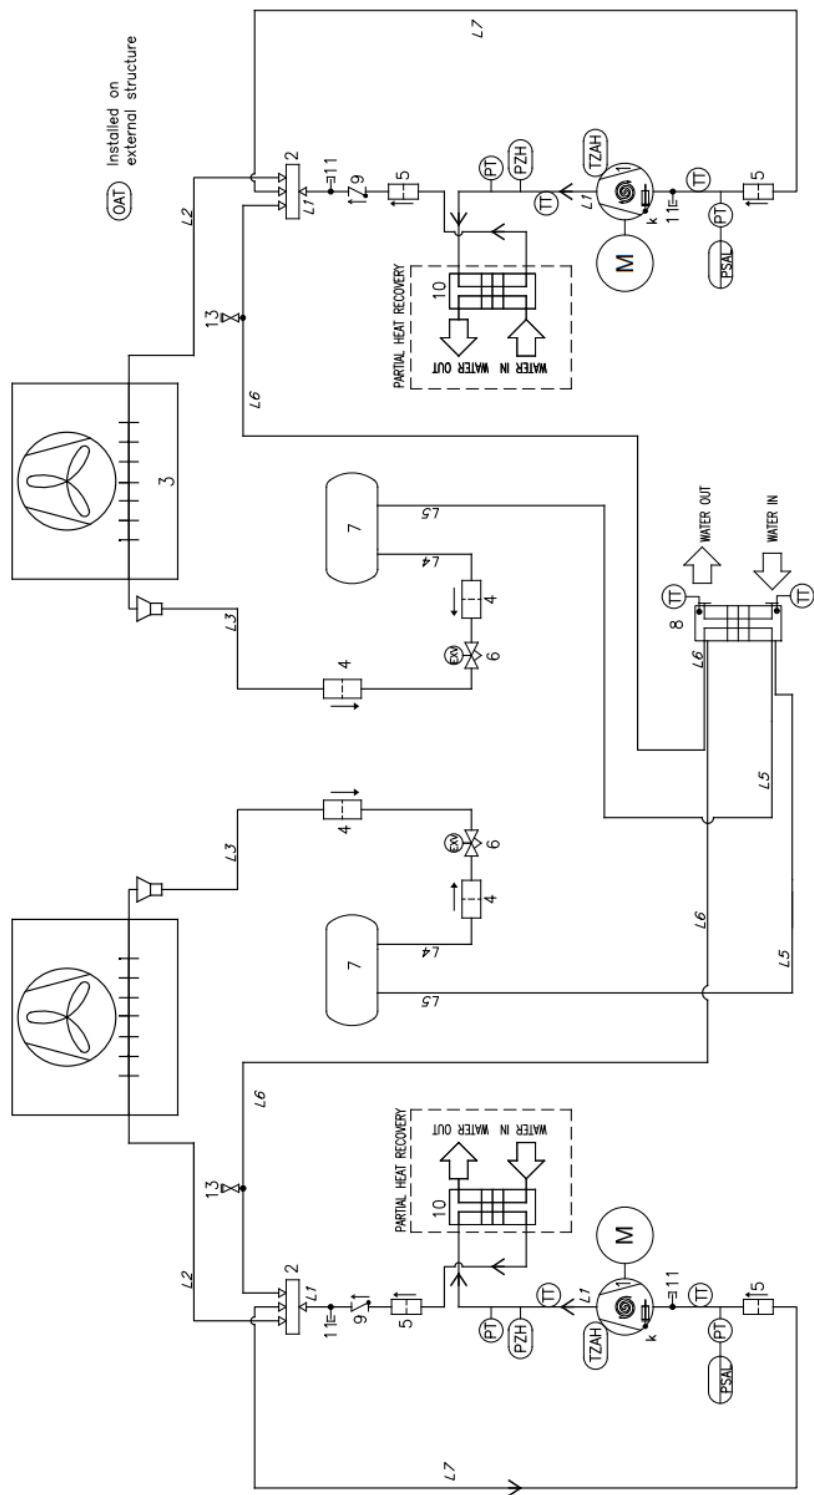 OAT
Installed on
external structure
L7
L2
2
L1
11
9
5
PT
PZH
TT
TZAH
L1
1
M
k
11
TT
PT
PSAL
5
13
L6
PARTIAL HEAT RECOVERY
10
WATER OUT
WATER IN
3
7
L5
L4
4
EXV
6
4
L3
TT
WATER OUT
WATER IN
TT
8
L6
L5
L3
4
EXV
6
4
7
L4
L5
L6
L5
L6
13
PARTIAL HEAT RECOVERY
10
WATER OUT
WATER IN
L2
2
L1
11
9
5
PT
PZH
TT
TZAH
L1
1
M
k
11
TT
PT
PSAL
5
L7